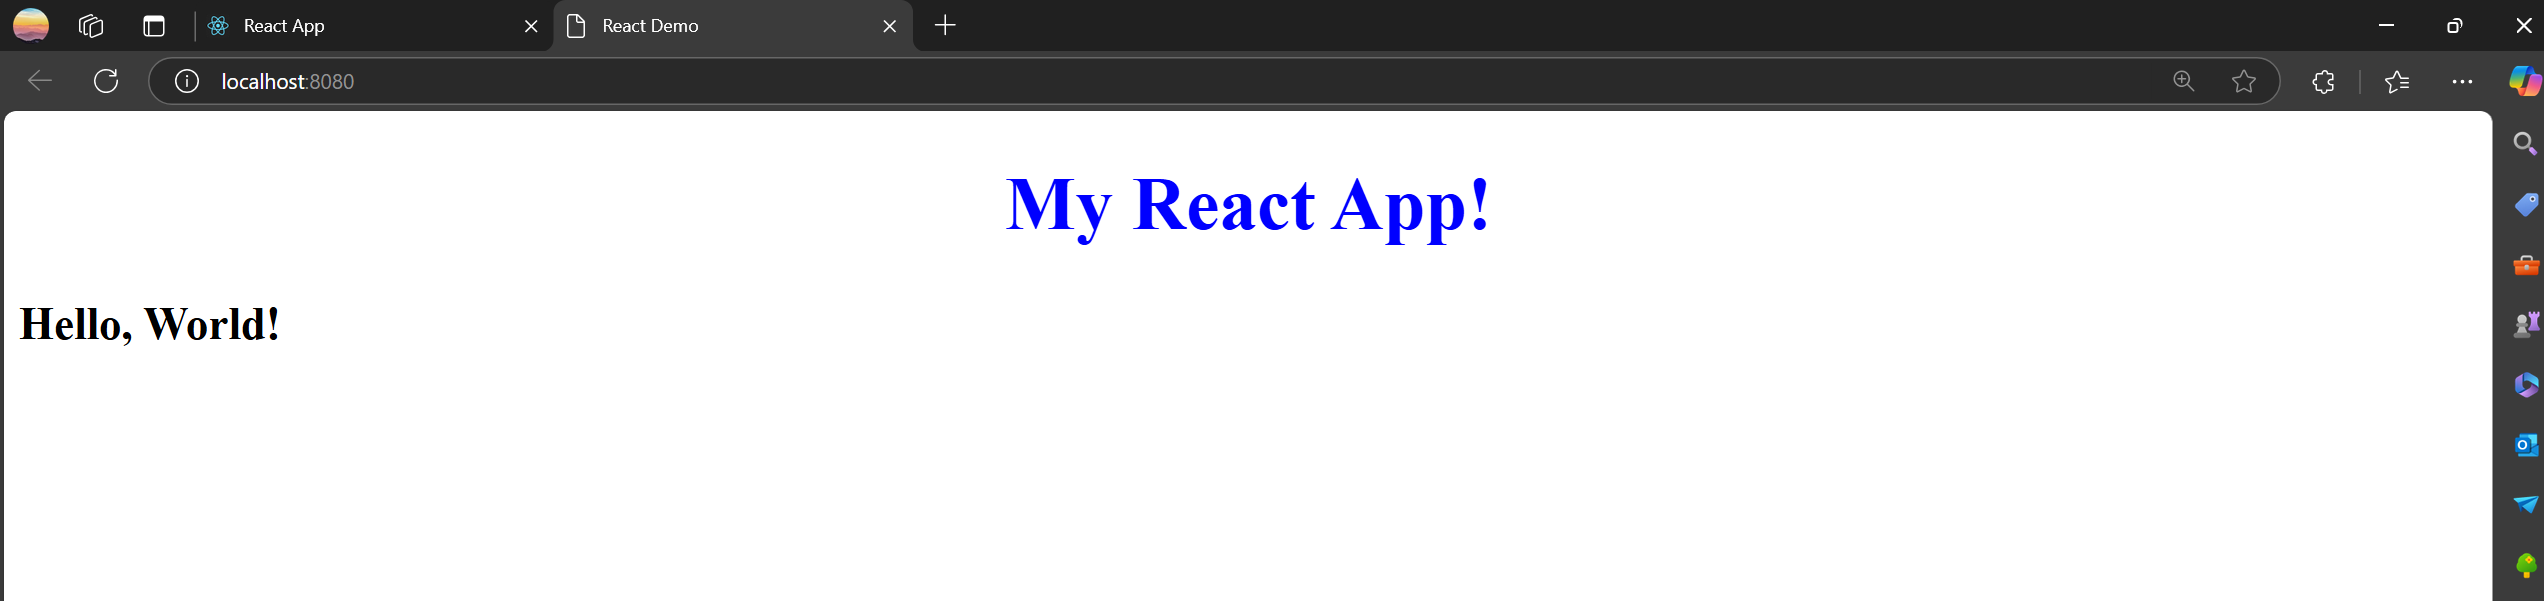 React App
React Demo
localhost:8080
My React App!
Hello, World!